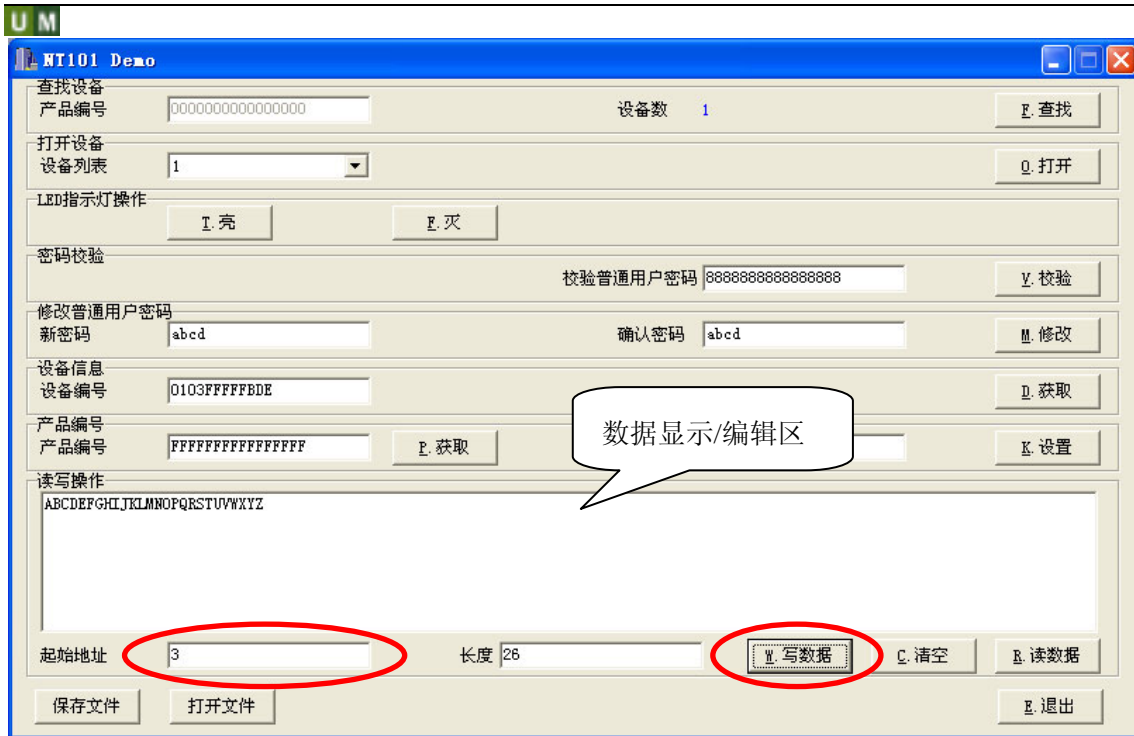 UM
NT101 Demo
查找设备
产品编号 0000000000000000 设备数 1 F.查找
打开设备
设备列表 1 O.打开
LED指示灯操作
T.亮 F.灭
密码校验
校验普通用户密码 8888888888888888 V.校验
修改普通用户密码
新密码 abcd 确认密码 abcd M.修改
设备信息
设备编号 0103FFFFFBDE D.获取
产品编号
产品编号 FFFFFFFFFFFFFFFF P.获取 K.设置
数据显示/编辑区
读写操作
ABCDEFGHIJKLMNOPQRSTUVWXYZ
起始地址 3 长度 26 W.写数据 C.清空 R.读数据
保存文件 打开文件 E.退出